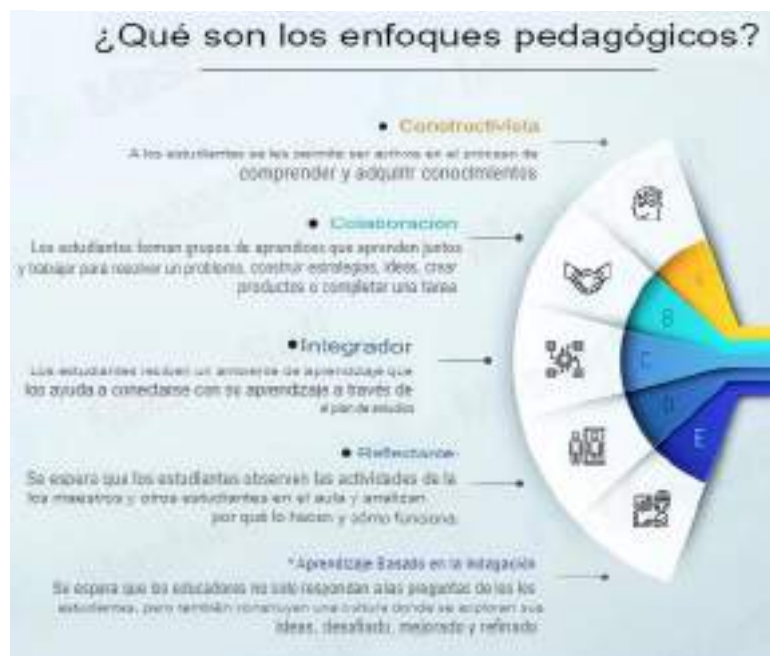 ¿Qué son los enfoques pedagógicos?
• Constructivista
A los estudiantes se les permite ser activos en el proceso de
comprender y adquirir conocimientos
• Colaboración
Los estudiantes forman grupos de aprendices que aprenden juntos
y trabajar para resolver un problema, construir estrategias, ideas, crear
productos o completar una tarea
•Integrador
Los estudiantes reciben un ambiente de aprendizaje que
los ayuda a conectarse con su aprendizaje a través de
el plan de estudios
• Reflectante
Se espera que los estudiantes observen las actividades de la
los maestros y otros estudiantes en el aula y analizan
por qué lo hacen y cómo funciona
*Aprendizaje Basado en la Indagación
Se espera que los educadores no solo respondan a las preguntas de los los
estudiantes, pero también construyen una cultura donde se exploren sus
ideas, desafiado, mejorado y refinado
A
B
C
D
E